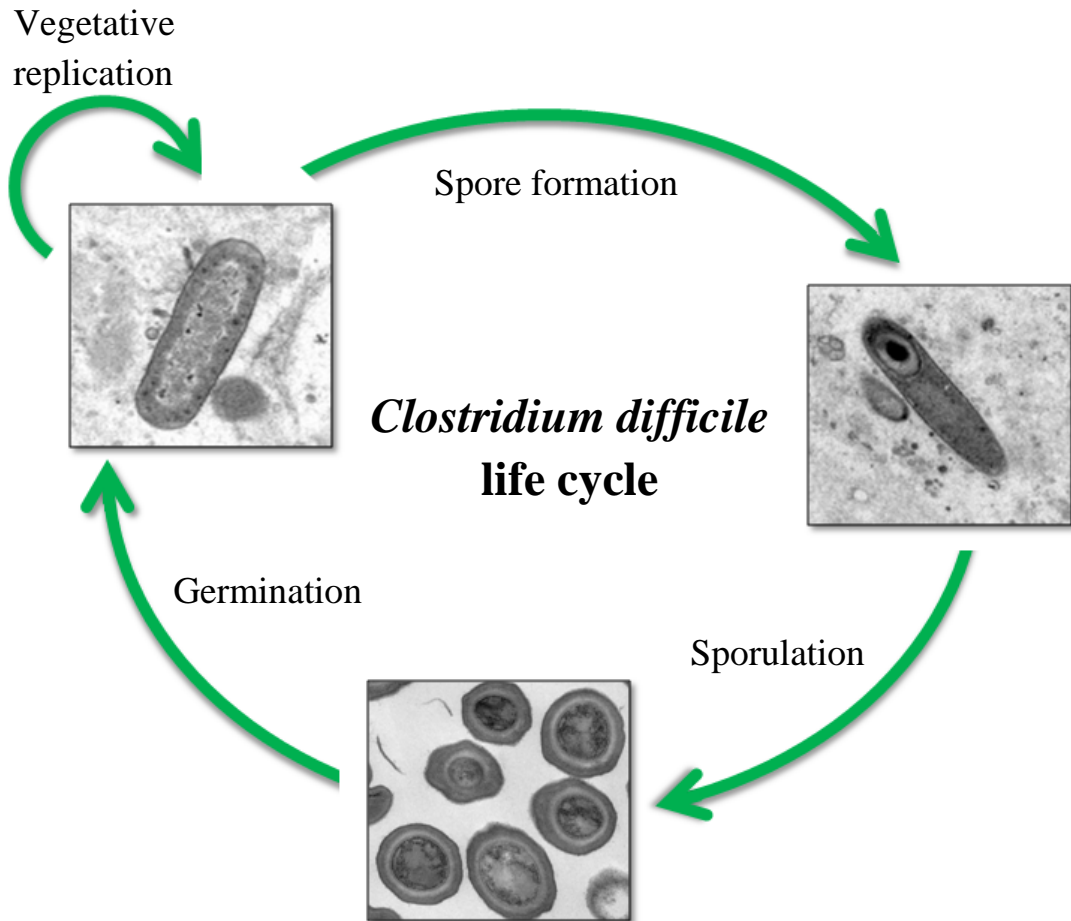 Vegetative
replication
Spore formation
Clostridium difficile
life cycle
Germination
Sporulation